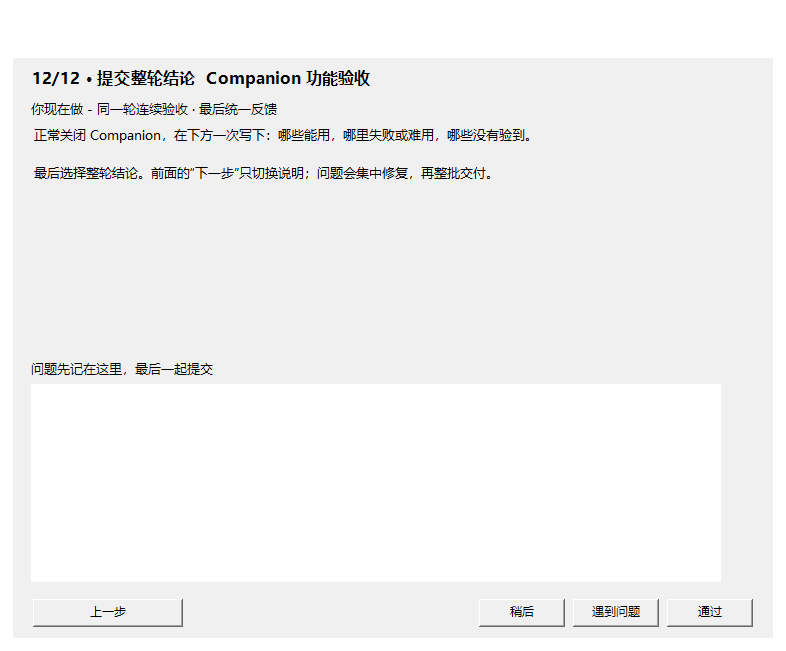 12/12 • 提交整轮结论  Companion 功能验收
你现在做 - 同一轮连续验收 · 最后统一反馈
正常关闭 Companion，在下方一次写下：哪些能用，哪里失败或难用，哪些没有验到。
最后选择整轮结论。前面的“下一步”只切换说明；问题会集中修复，再整批交付。
问题先记在这里，最后一起提交
上一步 稍后 遇到问题 通过